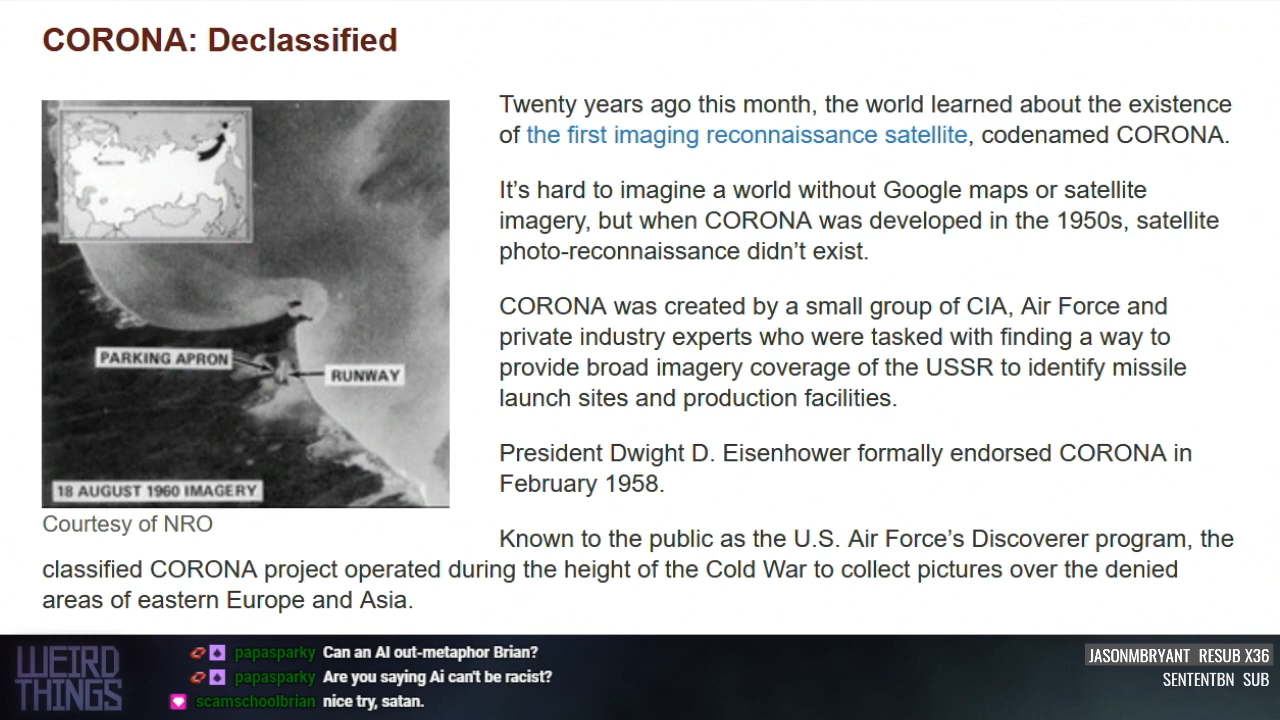 CORONA: Declassified
PARKING APRON
RUNWAY
18 AUGUST 1960 IMAGERY
Courtesy of NRO
Twenty years ago this month, the world learned about the existence
of the first imaging reconnaissance satellite, codenamed CORONA.
It’s hard to imagine a world without Google maps or satellite
imagery, but when CORONA was developed in the 1950s, satellite
photo-reconnaissance didn’t exist.
CORONA was created by a small group of CIA, Air Force and
private industry experts who were tasked with finding a way to
provide broad imagery coverage of the USSR to identify missile
launch sites and production facilities.
President Dwight D. Eisenhower formally endorsed CORONA in
February 1958.
Known to the public as the U.S. Air Force’s Discoverer program, the
classified CORONA project operated during the height of the Cold War to collect pictures over the denied
areas of eastern Europe and Asia.
WEIRD
THINGS
papasparky Can an AI out-metaphor Brian?
papasparky Are you saying Ai can't be racist?
scamschoolbrian nice try, satan.
JASONMBRYANT RESUB X36
SENTENTBN SUB